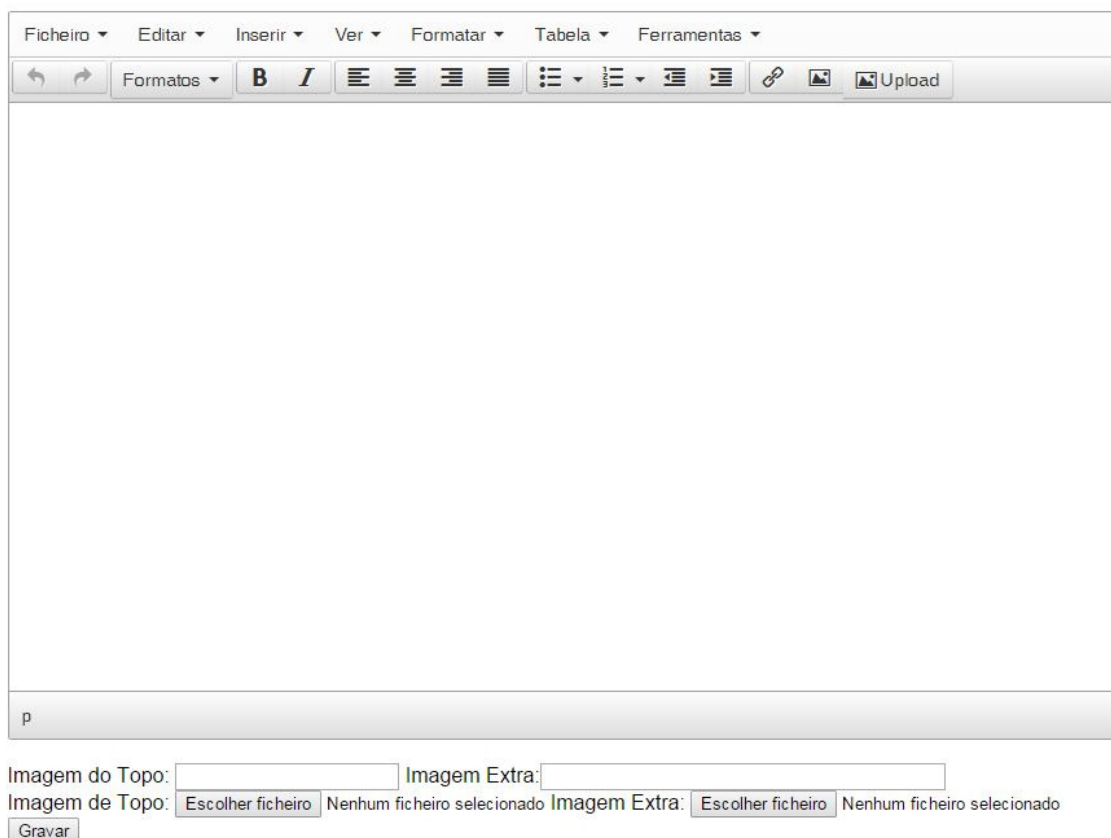 Ficheiro Editar Inserir Ver Formatar Tabela Ferramentas
Formatos B I Upload
p
Imagem do Topo: Imagem Extra:
Imagem de Topo: Escolher ficheiro Nenhum ficheiro selecionado Imagem Extra: Escolher ficheiro Nenhum ficheiro selecionado
Gravar